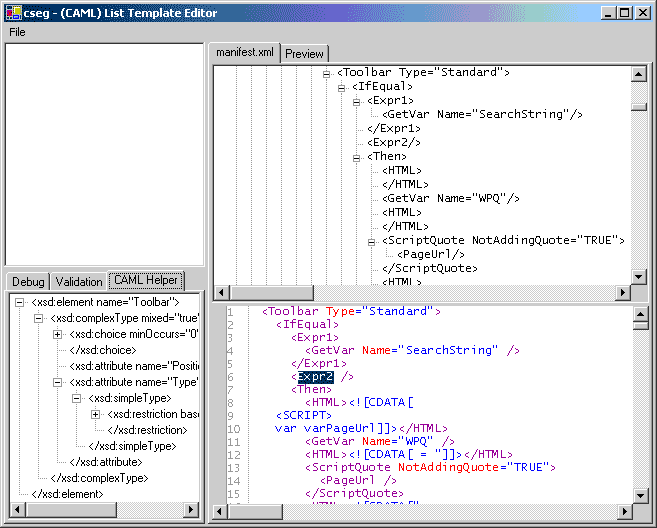 cseg - (CAML) List Template Editor
File
manifest.xml
Preview
<Toolbar Type="Standard">
<IfEqual>
<Expr1>
<GetVar Name="SearchString"/>
</Expr1>
<Expr2/>
<Then>
<HTML>
</HTML>
<GetVar Name="WPQ"/>
<HTML>
</HTML>
<ScriptQuote NotAddingQuote="TRUE">
<PageUrl/>
</ScriptQuote>
<HTML>
Debug
Validation
CAML Helper
<xsd:element name="Toolbar">
<xsd:complexType mixed="true"
<xsd:choice minOccurs="0"
</xsd:choice>
<xsd:attribute name="Positi
<xsd:attribute name="Type"
<xsd:simpleType>
<xsd:restriction bas
</xsd:restriction>
</xsd:simpleType>
</xsd:attribute>
</xsd:complexType>
</xsd:element>
1 <Toolbar Type="Standard">
2 <IfEqual>
3 <Expr1>
4 <GetVar Name="SearchString" />
5 </Expr1>
6 <Expr2 />
7 <Then>
8 <HTML><![CDATA[
9 <SCRIPT>
10 var varPageUrl]]></HTML>
11 <GetVar Name="WPQ" />
12 <HTML><![CDATA[ = "]]></HTML>
13 <ScriptQuote NotAddingQuote="TRUE">
14 <PageUrl />
15 </ScriptQuote>
<HTML><![CDATA["